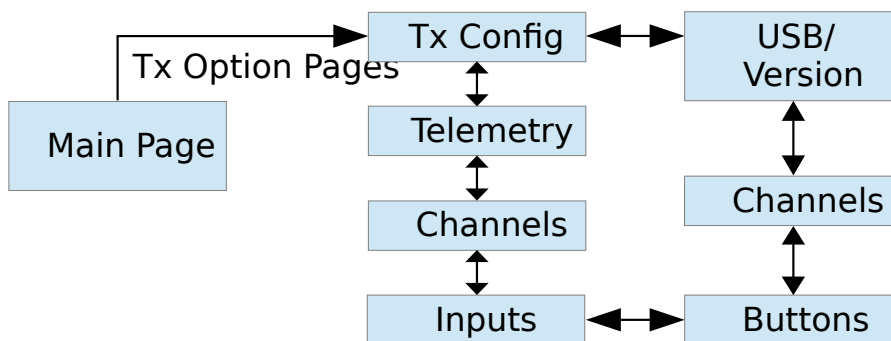 Tx Config
USB/
Version
Tx Option Pages
Main Page
Telemetry
Channels
Channels
Inputs
Buttons